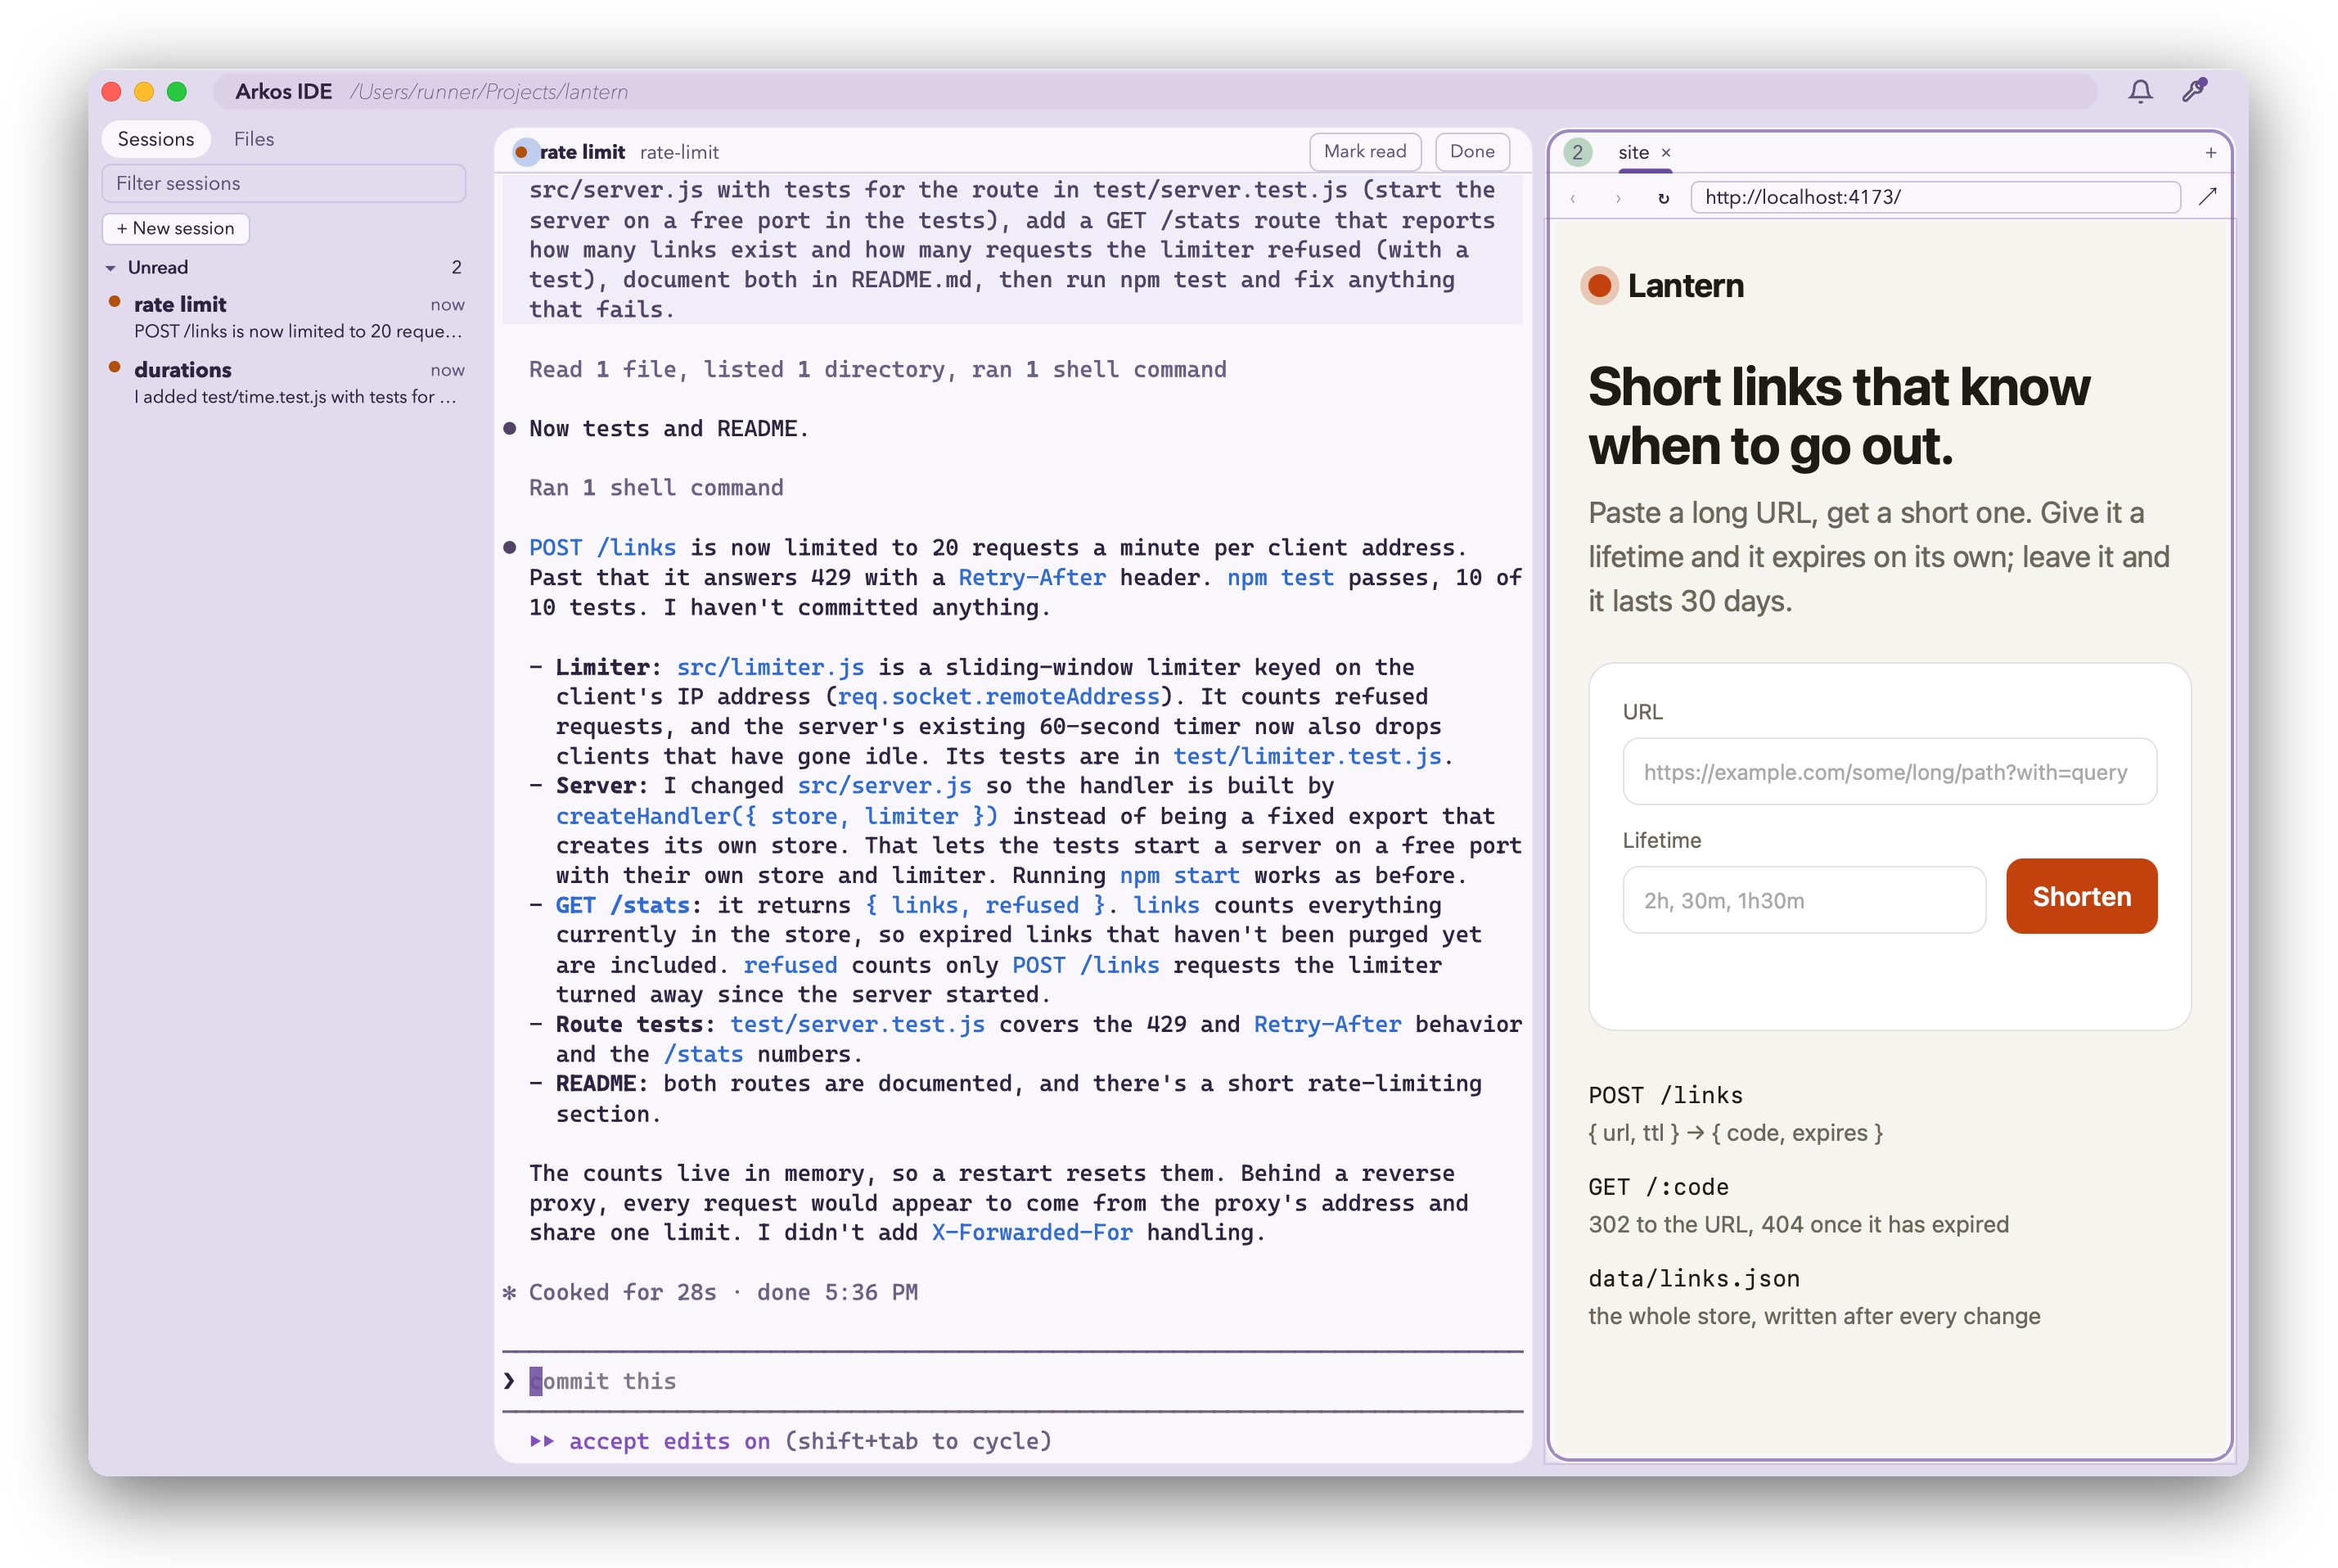 Arkos IDE /Users/runner/Projects/lantern
Sessions Files
Filter sessions
+ New session
Unread 2
rate limit now
POST /links is now limited to 20 reque…
durations now
I added test/time.test.js with tests for …
rate limit rate-limit Mark read Done
src/server.js with tests for the route in test/server.test.js (start the
server on a free port in the tests), add a GET /stats route that reports
how many links exist and how many requests the limiter refused (with a
test), document both in README.md, then run npm test and fix anything
that fails.
Read 1 file, listed 1 directory, ran 1 shell command
● Now tests and README.
Ran 1 shell command
● POST /links is now limited to 20 requests a minute per client address.
Past that it answers 429 with a Retry-After header. npm test passes, 10 of
10 tests. I haven't committed anything.
- Limiter: src/limiter.js is a sliding-window limiter keyed on the
client's IP address (req.socket.remoteAddress). It counts refused
requests, and the server's existing 60-second timer now also drops
clients that have gone idle. Its tests are in test/limiter.test.js.
- Server: I changed src/server.js so the handler is built by
createHandler({ store, limiter }) instead of being a fixed export that
creates its own store. That lets the tests start a server on a free port
with their own store and limiter. Running npm start works as before.
- GET /stats: it returns { links, refused }. links counts everything
currently in the store, so expired links that haven't been purged yet
are included. refused counts only POST /links requests the limiter
turned away since the server started.
- Route tests: test/server.test.js covers the 429 and Retry-After behavior
and the /stats numbers.
- README: both routes are documented, and there's a short rate-limiting
section.
The counts live in memory, so a restart resets them. Behind a reverse
proxy, every request would appear to come from the proxy's address and
share one limit. I didn't add X-Forwarded-For handling.
✻ Cooked for 28s · done 5:36 PM
❯ commit this
▸▸ accept edits on (shift+tab to cycle)
2 site × +
‹ › ↻ http://localhost:4173/
Lantern
Short links that know
when to go out.
Paste a long URL, get a short one. Give it a
lifetime and it expires on its own; leave it and
it lasts 30 days.
URL
https://example.com/some/long/path?with=query
Lifetime
2h, 30m, 1h30m
Shorten
POST /links
{ url, ttl } → { code, expires }
GET /:code
302 to the URL, 404 once it has expired
data/links.json
the whole store, written after every change